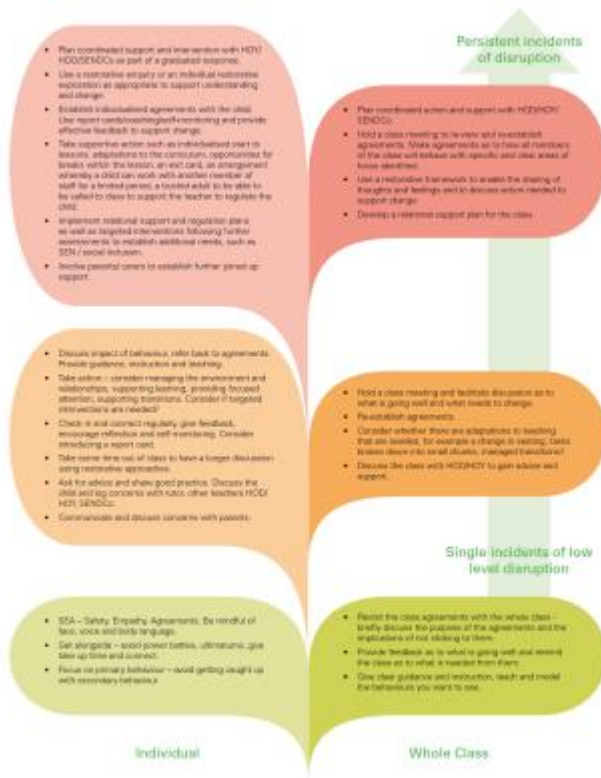 Persistent incidents
of disruption
• Plan coordinated support and intervention with HOY/
HOD/SENDCo as part of a graduated response.
• Use a restorative enquiry or an individual restorative
exploration as appropriate to support understanding
and change.
• Establish individualised agreements with the child.
Use report cards/coaching/self-monitoring and provide
effective feedback to support change.
• Take supportive action such as individualised start to
lessons, adaptations to the curriculum, opportunities for
breaks within the lesson, an exit card, an arrangement
whereby a child can work with another member of
staff for a limited period, a trusted adult to be able to
be called to class to support the teacher to regulate the
child.
• Implement relational support and regulation plans
as well as targeted interventions following further
assessments to establish additional needs, such as
SEN / social inclusion.
• Involve parents/ carers to establish further joined up
support.
• Plan coordinated action and support with HOD/HOY/
SENDCo.
• Hold a class meeting to re-view and re-establish
agreements. Make agreements as to how all members
of the class will behave with specific and clear areas of
focus identified.
• Use a restorative framework to enable the sharing of
thoughts and feelings and to discuss action needed to
support change.
• Develop a relational support plan for the class.
• Discuss impact of behaviour, refer back to agreements.
Provide guidance, instruction and teaching.
• Take action – consider managing the environment and
relationships, supporting learning, providing focused
attention, supporting transitions. Consider if targeted
interventions are needed?
• Check in and connect regularly, give feedback,
encourage reflection and self-monitoring. Consider
introducing a report card.
• Take some time out of class to have a longer discussion
using restorative approaches.
• Ask for advice and share good practice. Discuss the
child and log concerns with tutor, other teachers HOD/
HOY, SENDCo.
• Communicate and discuss concerns with parents.
• Hold a class meeting and facilitate discussion as to
what is going well and what needs to change.
• Re-establish agreements.
• Consider whether there are adaptations to teaching
that are needed, for example a change in seating, tasks
broken down into small chunks, managed transitions?
• Discuss the class with HOD/HOY to gain advice and
support.
Single incidents of low
level disruption
• SEA – Safety, Empathy, Agreements. Be mindful of
face, voice and body language.
• Get alongside – avoid power battles, ultimatums, give
take up time and connect.
• Focus on primary behaviour – avoid getting caught up
with secondary behaviour
• Revisit the class agreements with the whole class -
briefly discuss the purpose of the agreements and the
implications of not sticking to them.
• Provide feedback as to what is going well and remind
the class as to what is needed from them.
• Give clear guidance and instruction, teach and model
the behaviours you want to see.
Individual
Whole Class